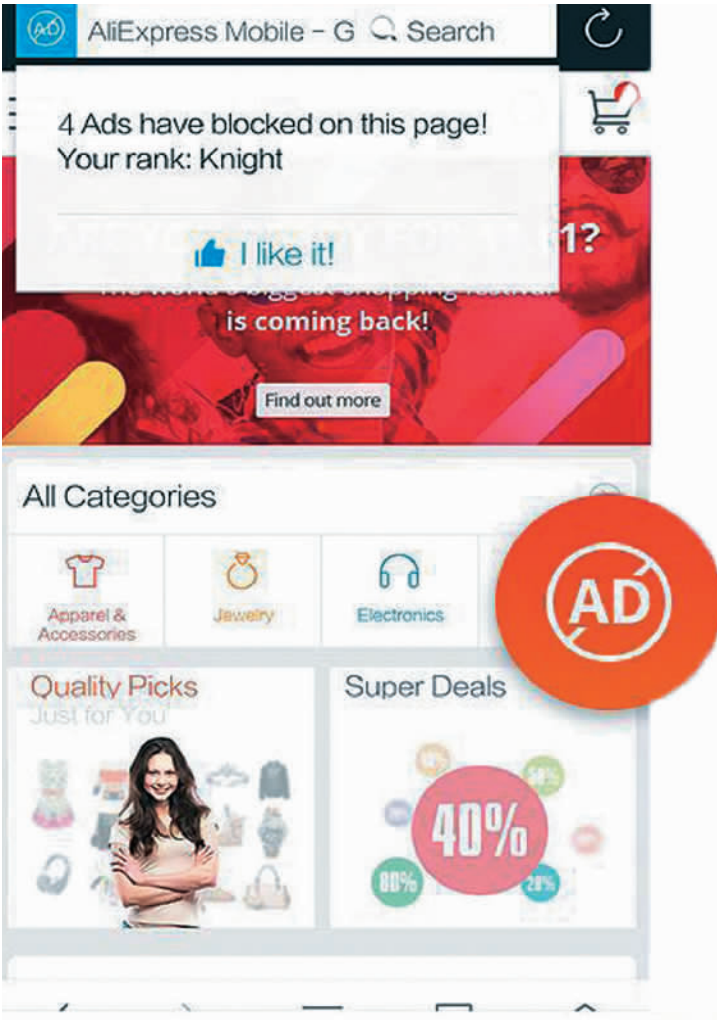 AD AliExpress Mobile – G Search
4 Ads have blocked on this page!
Your rank: Knight
I like it!
1?
is coming back!
Find out more
All Categories
Apparel &
Accessories
Jewelry
Electronics
AD
Quality Picks
Just for You
Super Deals
40%
80%
20%